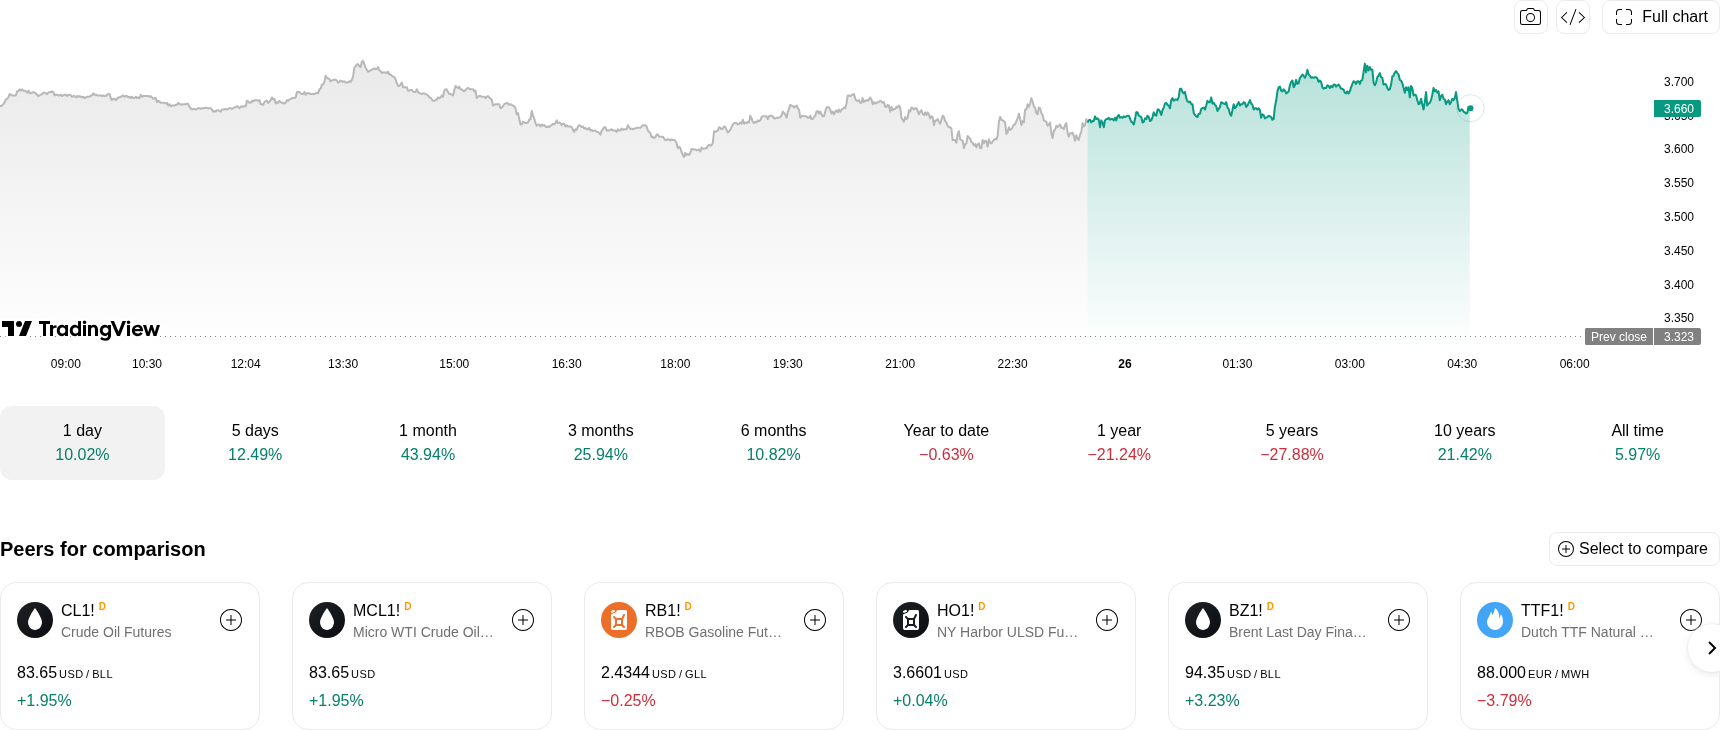 Full chart
3.700
3.660
3.600
3.550
3.500
3.450
3.400
3.350
TradingView
Prev close 3.323
09:00 10:30 12:04 13:30 15:00 16:30 18:00 19:30 21:00 22:30 26 01:30 03:00 04:30 06:00
1 day 5 days 1 month 3 months 6 months Year to date 1 year 5 years 10 years All time
10.02% 12.49% 43.94% 25.94% 10.82% −0.63% −21.24% −27.88% 21.42% 5.97%
Peers for comparison
Select to compare
CL1! D
Crude Oil Futures
83.65 USD / BLL
+1.95%
MCL1! D
Micro WTI Crude Oil…
83.65 USD
+1.95%
RB1! D
RBOB Gasoline Fut…
2.4344 USD / GLL
−0.25%
HO1! D
NY Harbor ULSD Fu…
3.6601 USD
+0.04%
BZ1! D
Brent Last Day Fina…
94.35 USD / BLL
+3.23%
TTF1! D
Dutch TTF Natural …
88.000 EUR / MWH
−3.79%